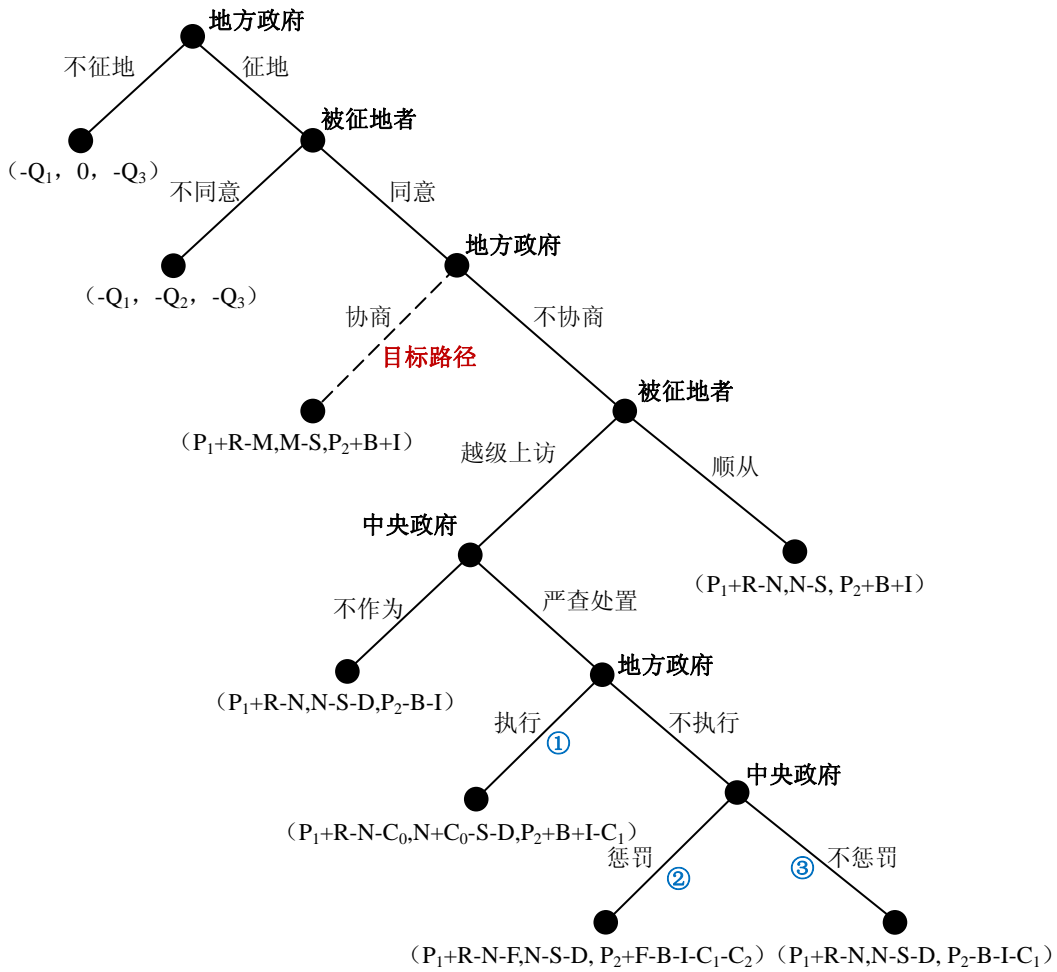 地方政府
不征地
征地
被征地者
（-Q₁，0，-Q₃）
不同意
同意
地方政府
（-Q₁，-Q₂，-Q₃）
协商
不协商
目标路径
被征地者
（P₁+R-M,M-S,P₂+B+I）
越级上访
顺从
中央政府
（P₁+R-N,N-S, P₂+B+I）
不作为
严查处置
地方政府
（P₁+R-N,N-S-D,P₂-B-I）
执行
①
不执行
中央政府
（P₁+R-N-C₀,N+C₀-S-D,P₂+B+I-C₁）
惩罚
②
③
不惩罚
（P₁+R-N-F,N-S-D, P₂+F-B-I-C₁-C₂）
（P₁+R-N,N-S-D, P₂-B-I-C₁）